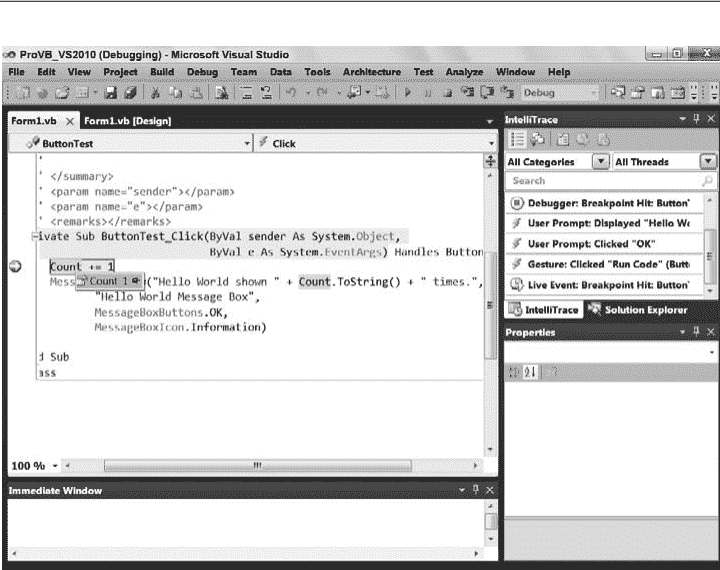 ProVB_VS2010 (Debugging) - Microsoft Visual Studio
File Edit View Project Build Debug Team Data Tools Architecture Test Analyze Window Help
Debug
Form1.vb Form1.vb [Design]
ButtonTest Click
'
' </summary>
' <param name="sender"></param>
' <param name="e"></param>
' <remarks></remarks>
ivate Sub ButtonTest_Click(ByVal sender As System.Object,
ByVal e As System.EventArgs) Handles Button
Count += 1
Mess ("Hello World shown " + Count.ToString() + " times.",
Count 1
"Hello World Message Box",
MessageBoxButtons.OK,
MessageBoxIcon.Information)
d Sub
ass
100 %
Immediate Window
IntelliTrace
All Categories All Threads
Search
Debugger: Breakpoint Hit: Button
User Prompt: Displayed "Hello Wo
User Prompt: Clicked "OK"
Gesture: Clicked "Run Code" (Butt
Live Event: Breakpoint Hit: Button
IntelliTrace Solution Explorer
Properties